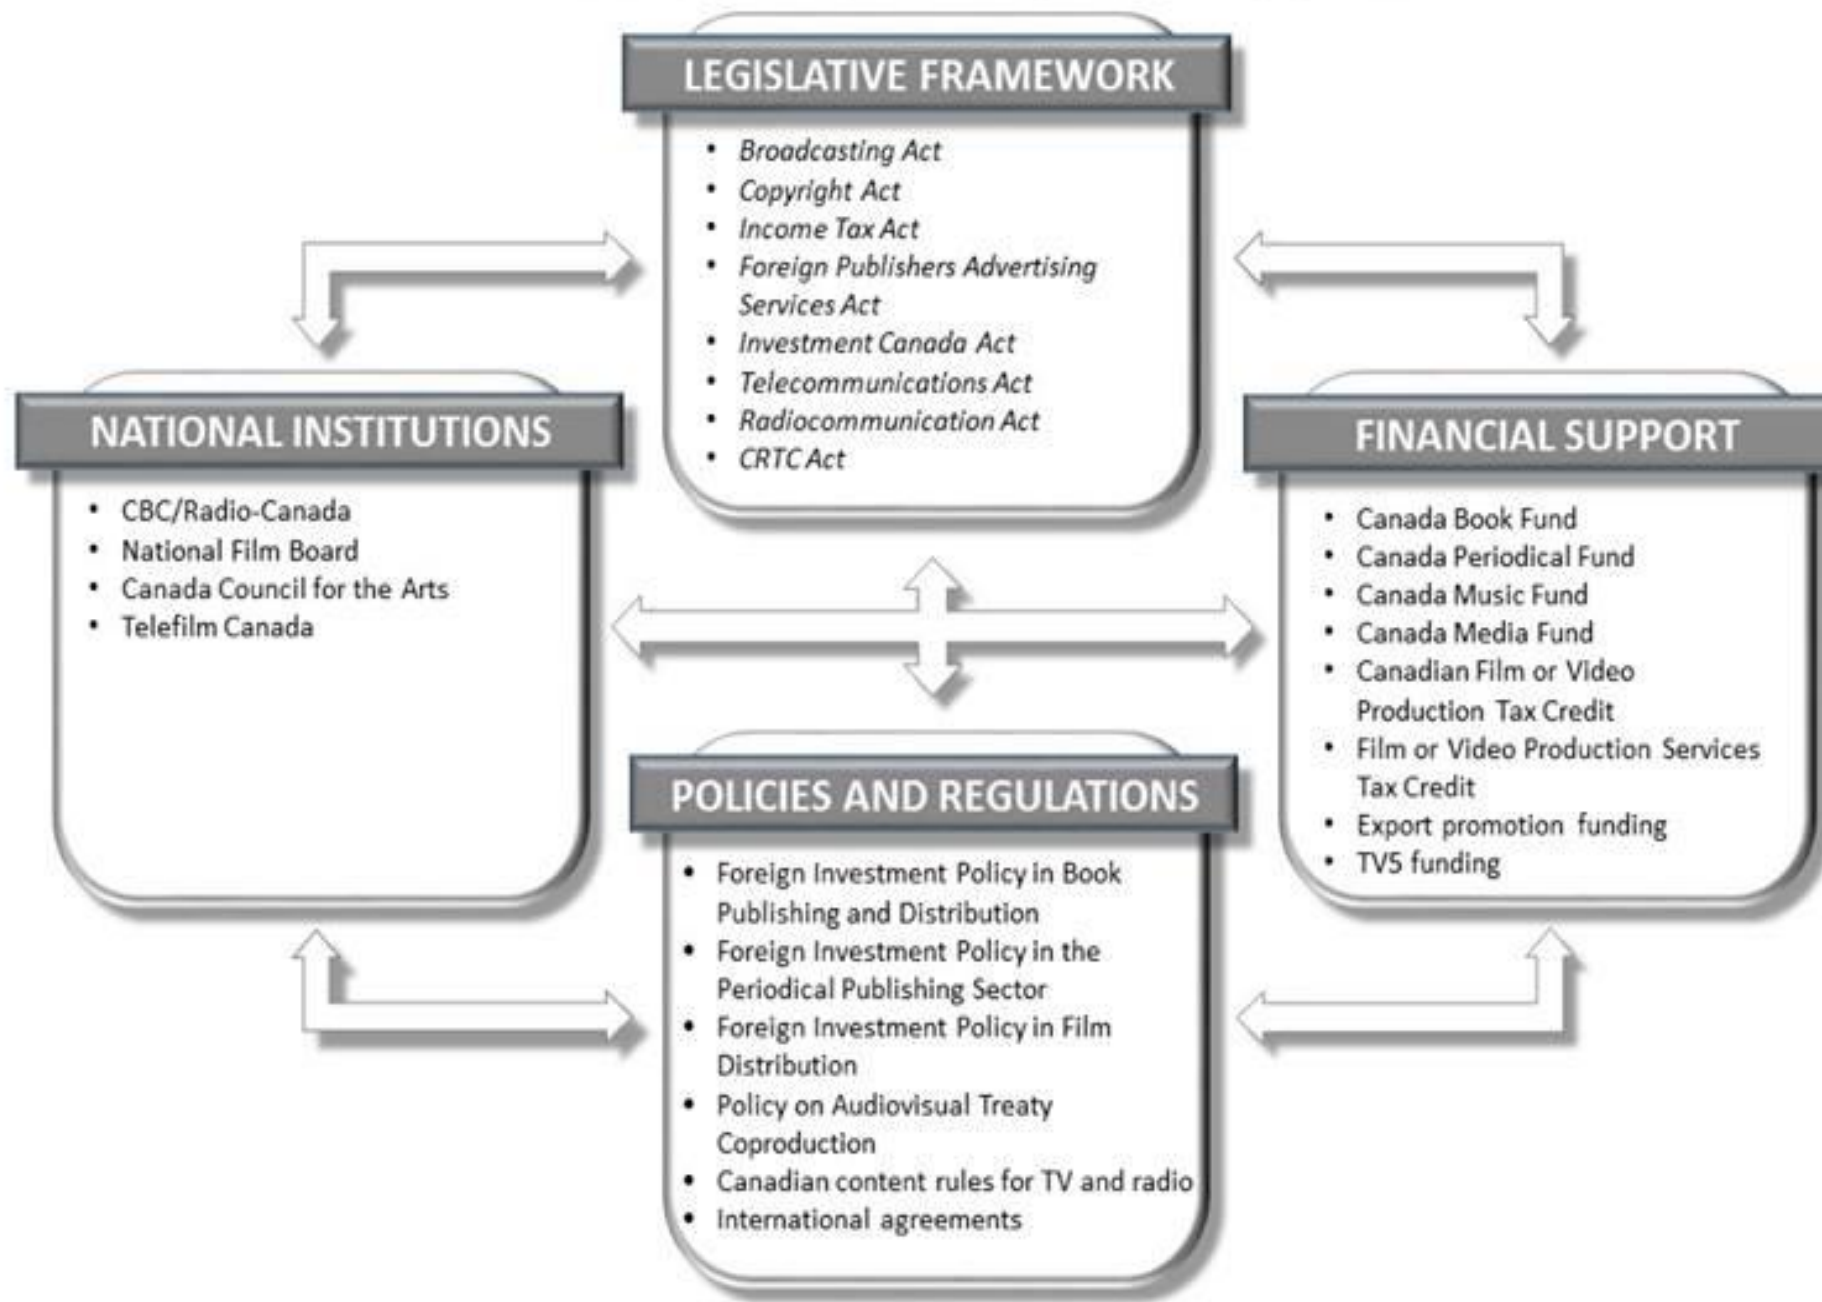 LEGISLATIVE FRAMEWORK
• Broadcasting Act
• Copyright Act
• Income Tax Act
• Foreign Publishers Advertising
Services Act
• Investment Canada Act
• Telecommunications Act
• Radiocommunication Act
• CRTC Act
NATIONAL INSTITUTIONS
• CBC/Radio-Canada
• National Film Board
• Canada Council for the Arts
• Telefilm Canada
FINANCIAL SUPPORT
• Canada Book Fund
• Canada Periodical Fund
• Canada Music Fund
• Canada Media Fund
• Canadian Film or Video
Production Tax Credit
• Film or Video Production Services
Tax Credit
• Export promotion funding
• TV5 funding
POLICIES AND REGULATIONS
• Foreign Investment Policy in Book
Publishing and Distribution
• Foreign Investment Policy in the
Periodical Publishing Sector
• Foreign Investment Policy in Film
Distribution
• Policy on Audiovisual Treaty
Coproduction
• Canadian content rules for TV and radio
• International agreements